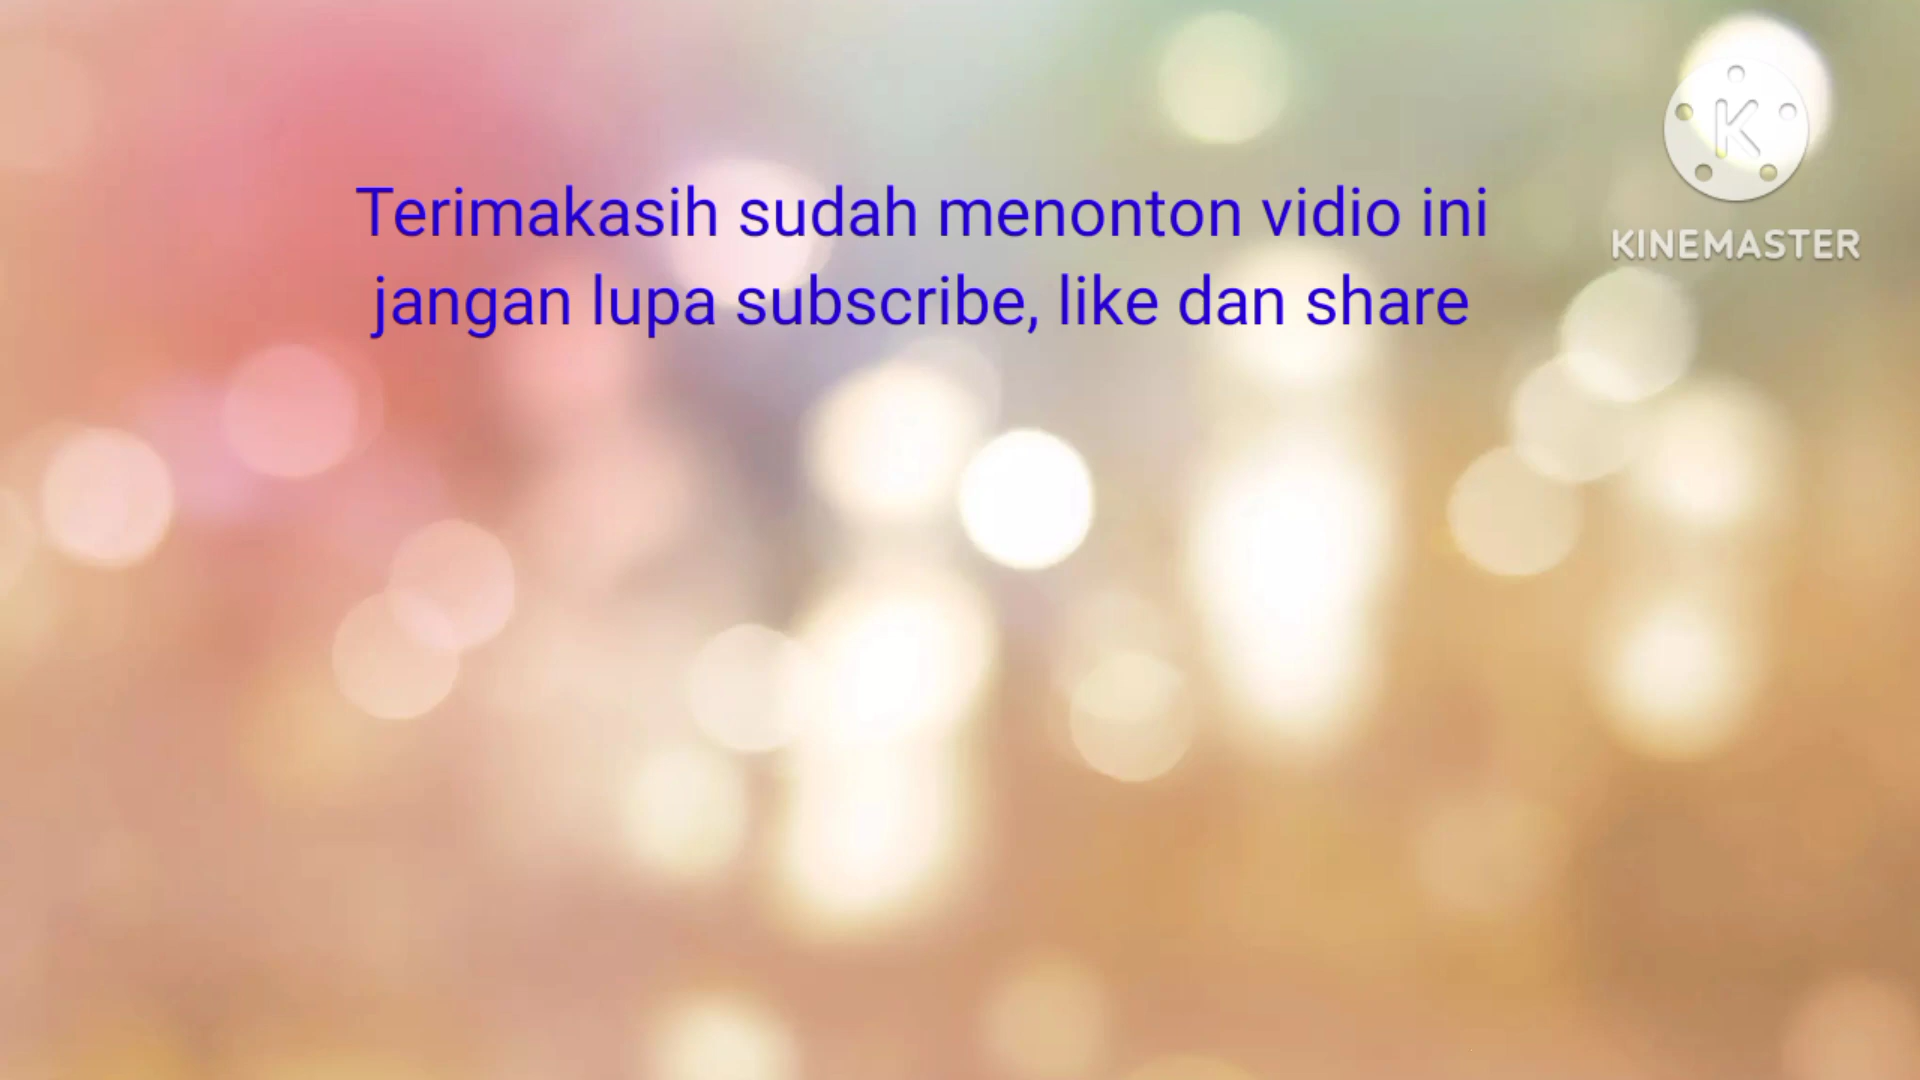 Terimakasih sudah menonton vidio ini
jangan lupa subscribe, like dan share
K
KINEMASTER